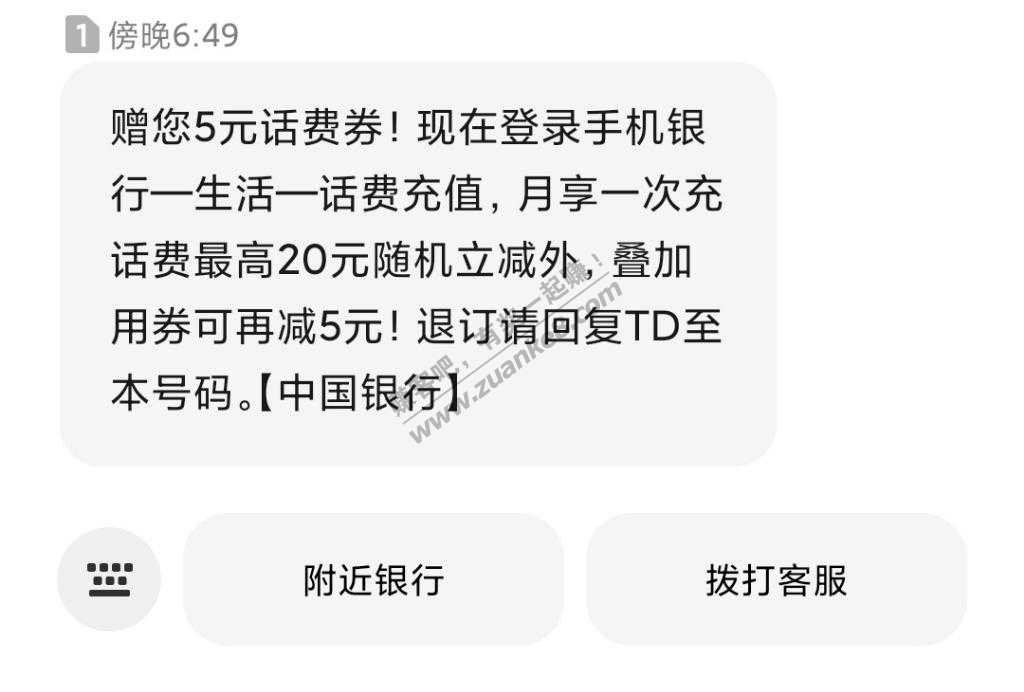 1 傍晚6:49
赠您5元话费券！现在登录手机银
行—生活—话费充值，月享一次充
话费最高20元随机立减外，叠加
用券可再减5元！退订请回复TD至
本号码。【中国银行】
赚客吧，有奖一起赚！
www.zuanke8.com
附近银行
拨打客服